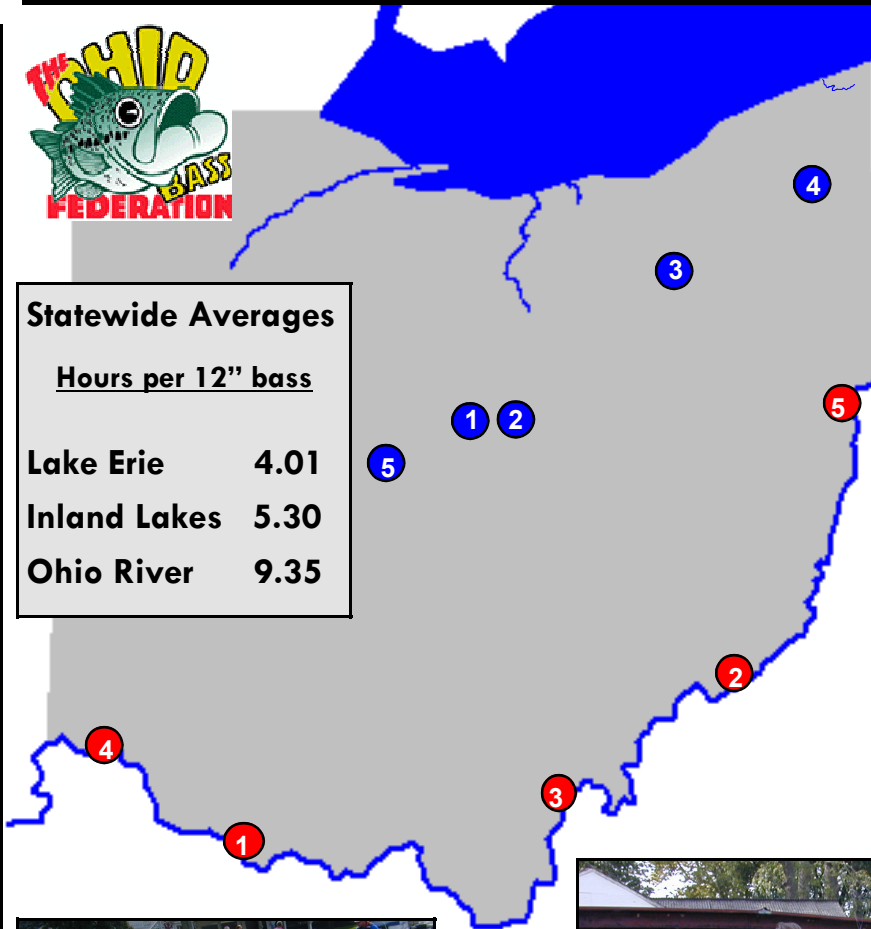 THE
OHIO
BASS
FEDERATION
4
3
Statewide Averages
Hours per 12” bass
Lake Erie 4.01
Inland Lakes 5.30
Ohio River 9.35
5
1
2
5
2
4
3
1